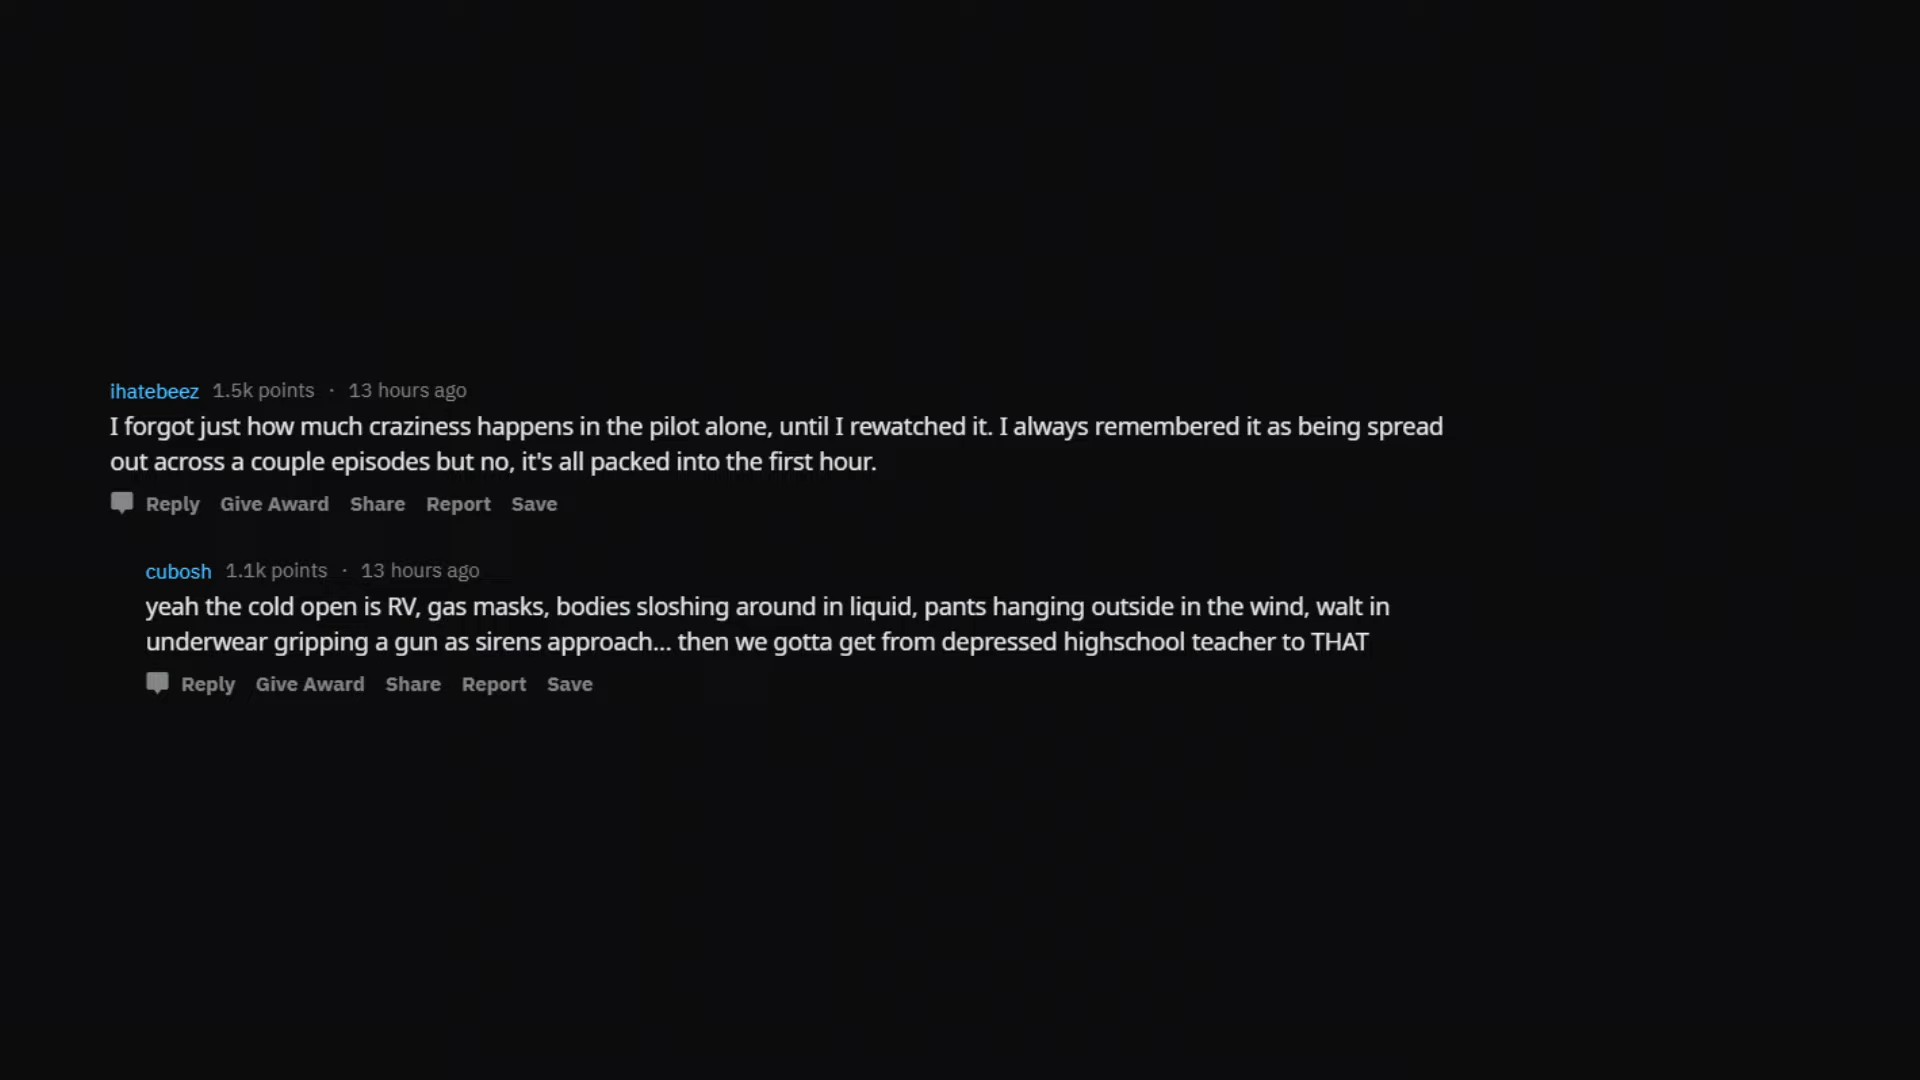 ihatebeez 1.5k points · 13 hours ago
I forgot just how much craziness happens in the pilot alone, until I rewatched it. I always remembered it as being spread
out across a couple episodes but no, it's all packed into the first hour.
Reply Give Award Share Report Save
cubosh 1.1k points · 13 hours ago
yeah the cold open is RV, gas masks, bodies sloshing around in liquid, pants hanging outside in the wind, walt in
underwear gripping a gun as sirens approach... then we gotta get from depressed highschool teacher to THAT
Reply Give Award Share Report Save